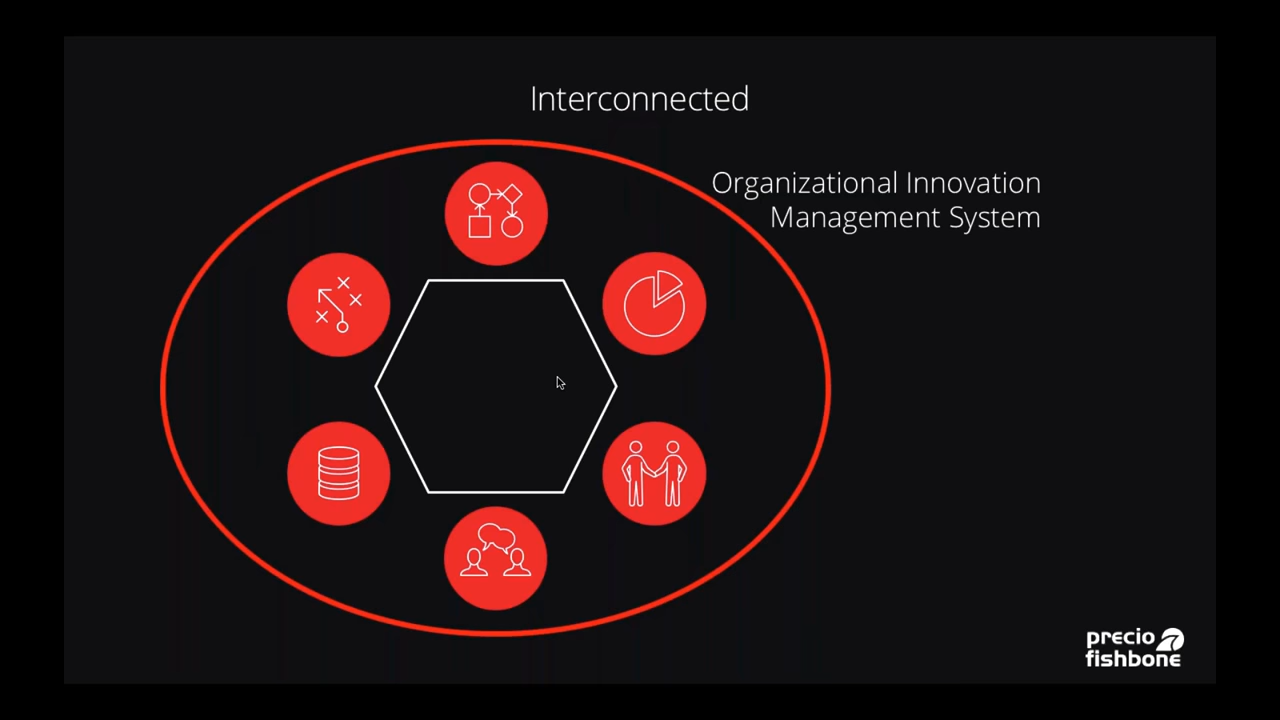 Interconnected
Organizational Innovation
Management System
precio
fishbone